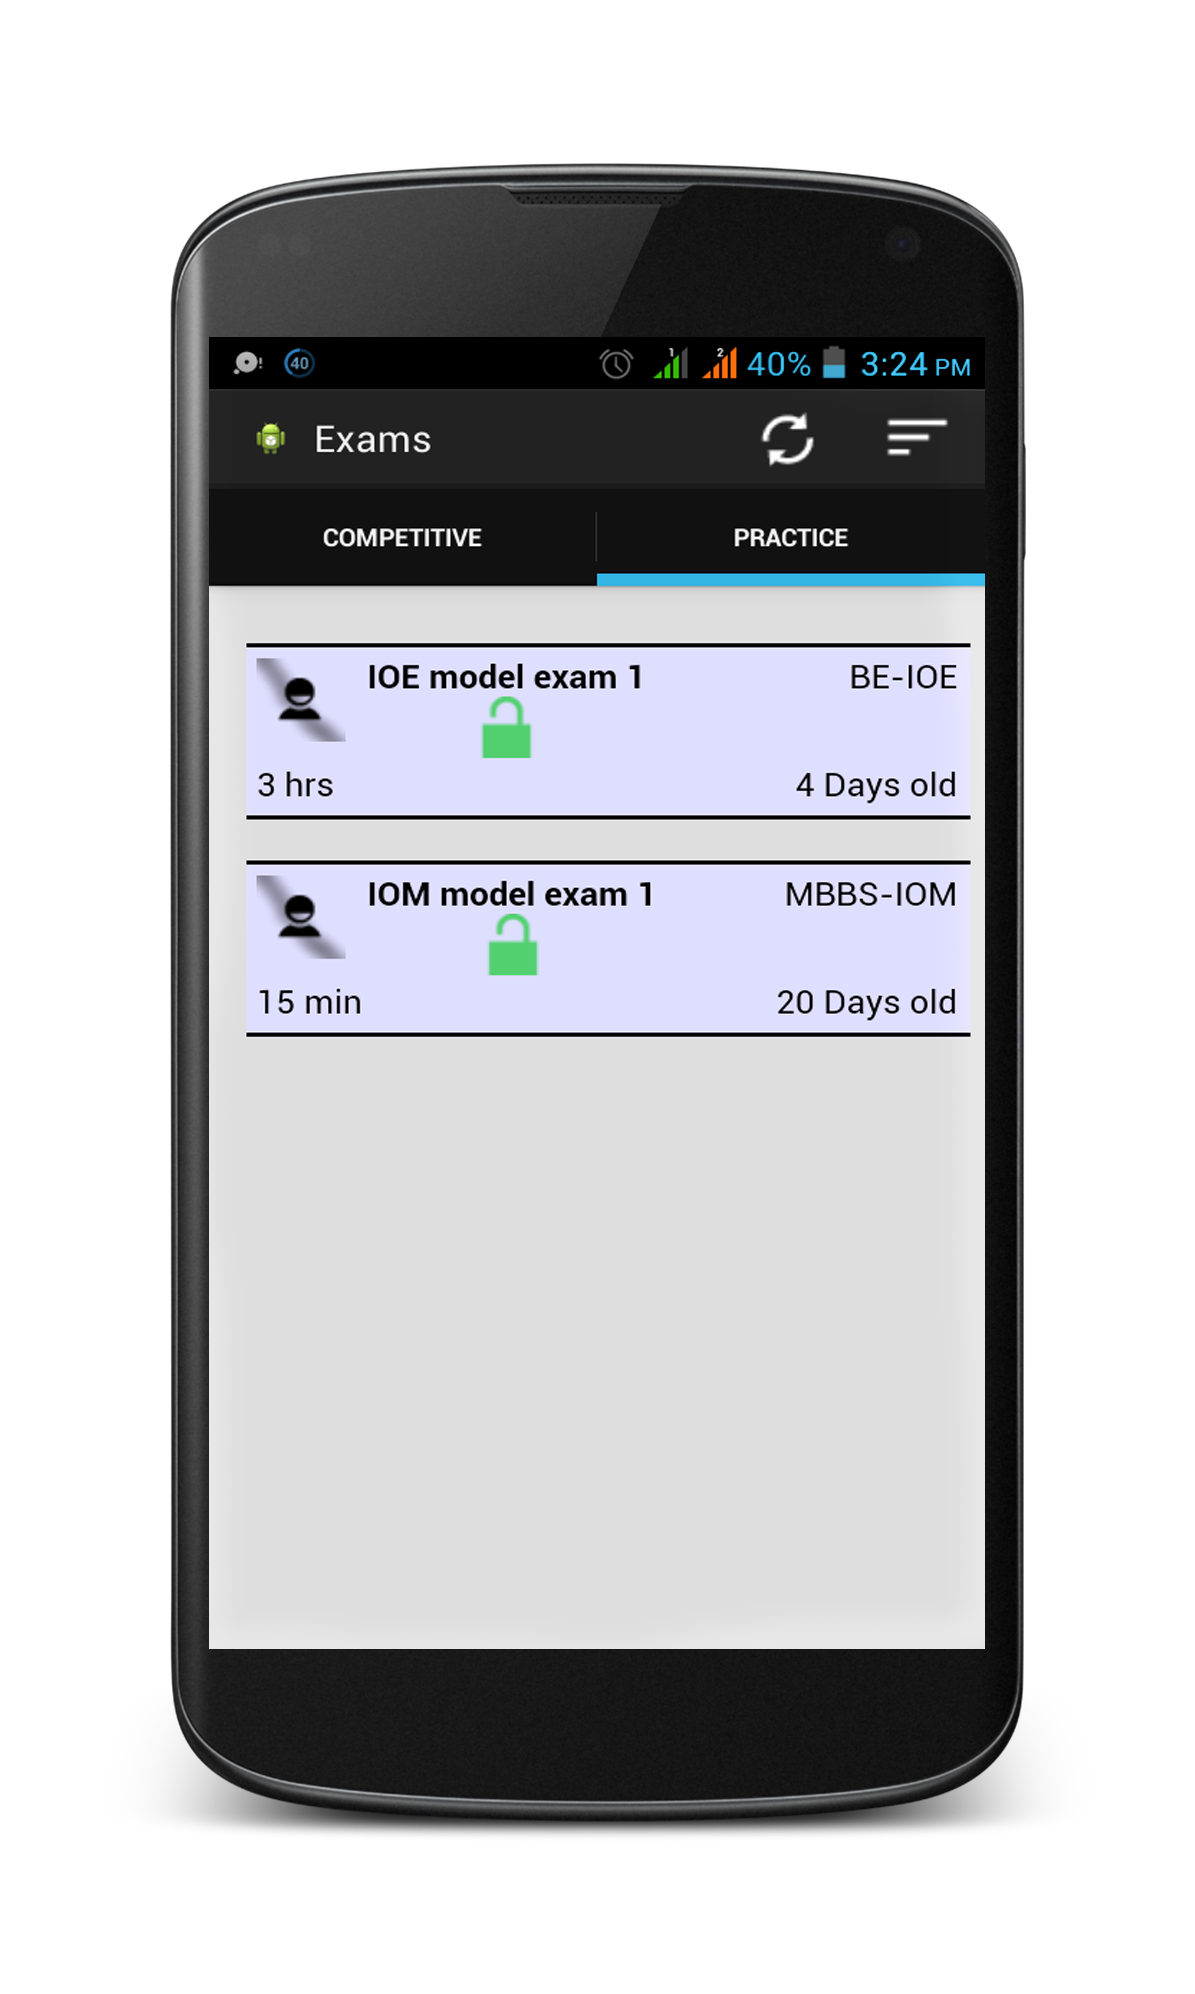 40 1 2 40% 3:24 PM
Exams
COMPETITIVE PRACTICE
IOE model exam 1 BE-IOE
3 hrs 4 Days old
IOM model exam 1 MBBS-IOM
15 min 20 Days old